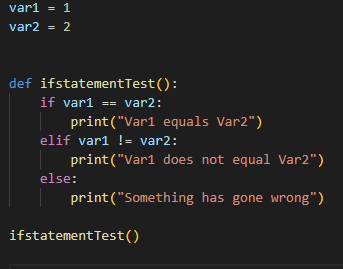 var1 = 1
var2 = 2
def ifstatementTest():
    if var1 == var2:
        print("Var1 equals Var2")
    elif var1 != var2:
        print("Var1 does not equal Var2")
    else:
        print("Something has gone wrong")
ifstatementTest()